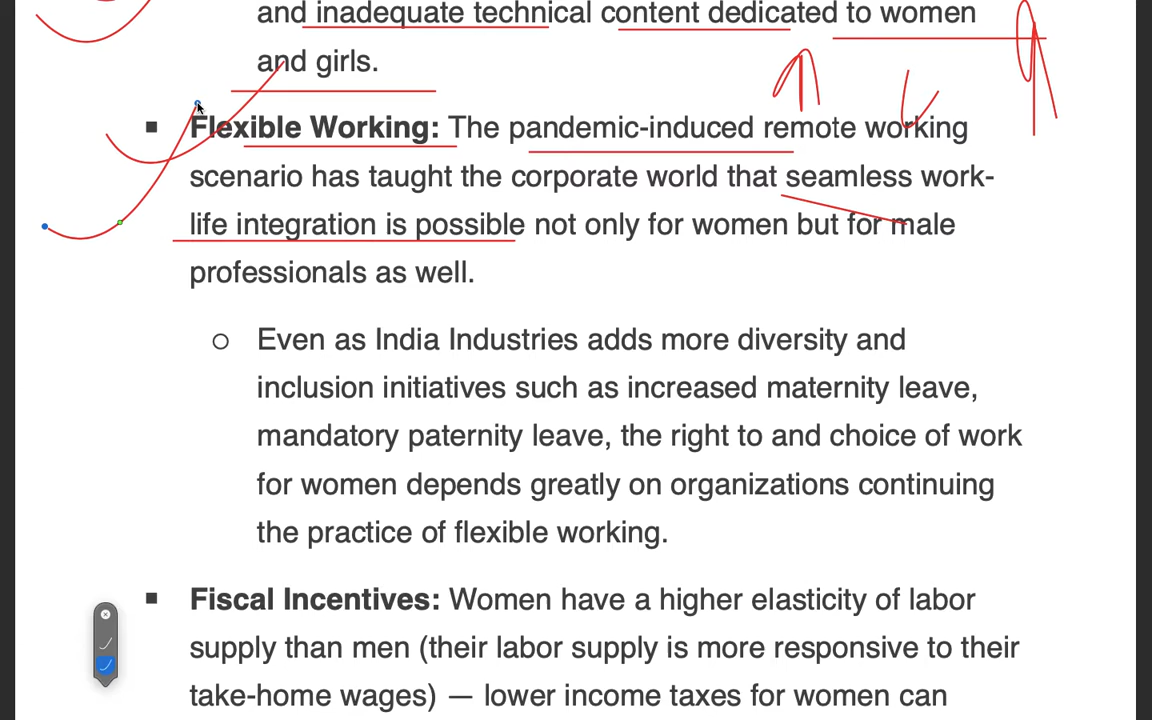 and inadequate technical content dedicated to women
and girls.
▪ Flexible Working: The pandemic-induced remote working
scenario has taught the corporate world that seamless work-
life integration is possible not only for women but for male
professionals as well.
○ Even as India Industries adds more diversity and
inclusion initiatives such as increased maternity leave,
mandatory paternity leave, the right to and choice of work
for women depends greatly on organizations continuing
the practice of flexible working.
▪ Fiscal Incentives: Women have a higher elasticity of labor
supply than men (their labor supply is more responsive to their
take-home wages) — lower income taxes for women can